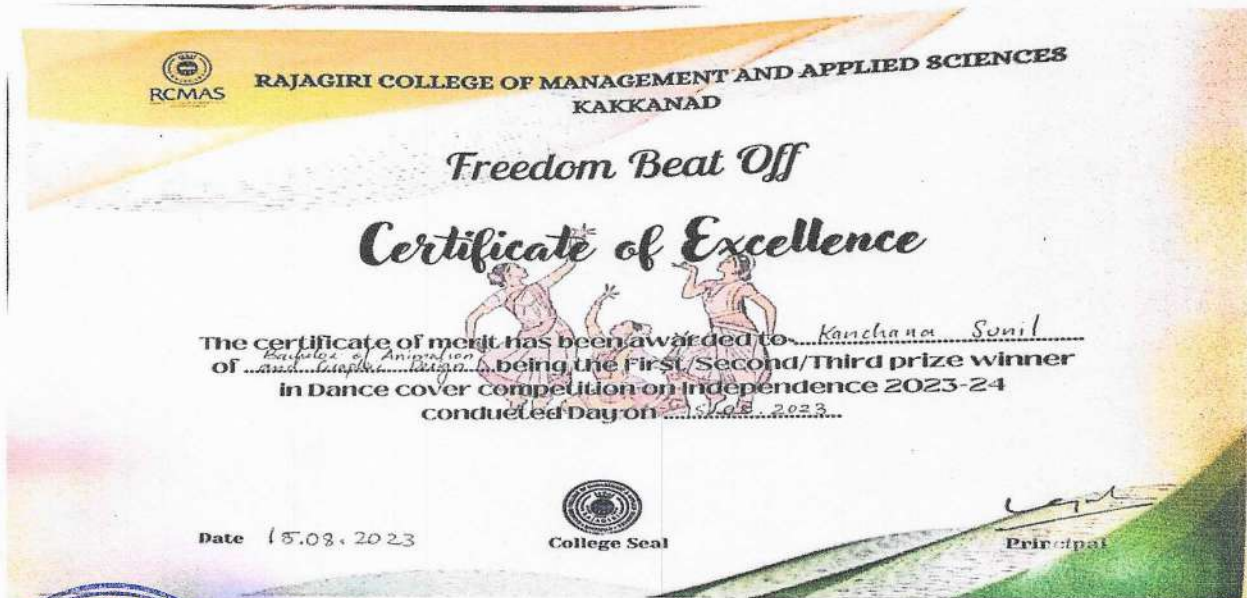 RCMAS
RAJAGIRI COLLEGE OF MANAGEMENT AND APPLIED SCIENCES
KAKKANAD
Freedom Beat Off
Certificate of Excellence
The certificate of merit has been awarded to Kanchana Sunil
of Bachelor of Animation and Graphic Design being the First/Second/Third prize winner
in Dance cover competition on Independence 2023-24
conducted Day on 15/08.2023
Date 15.08.2023
College Seal
Principal